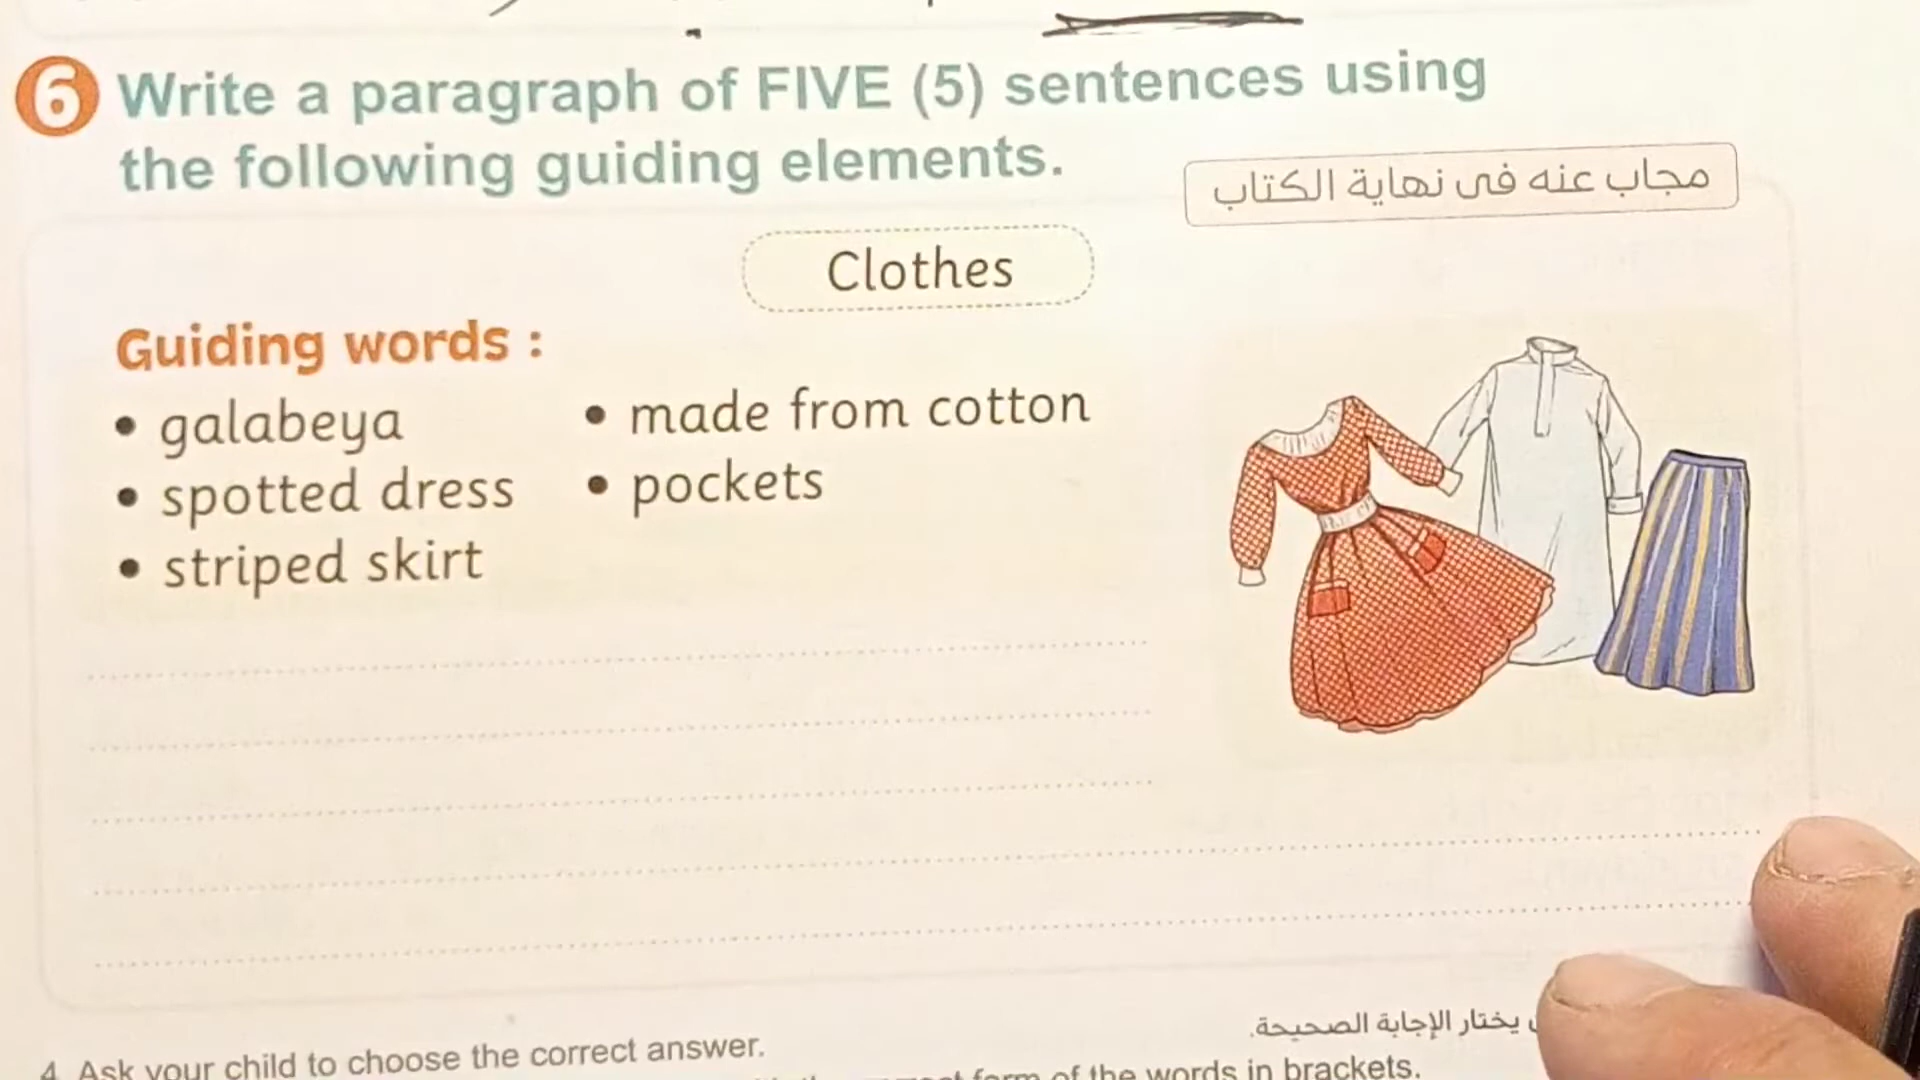 6 Write a paragraph of FIVE (5) sentences using
the following guiding elements.
مجاب عنه فى نهاية الكتاب
Clothes
Guiding words :
• galabeya
• made from cotton
• spotted dress
• pockets
• striped skirt
يختار الإجابة الصحيحة.
4. Ask your child to choose the correct answer.
form of the words in brackets.